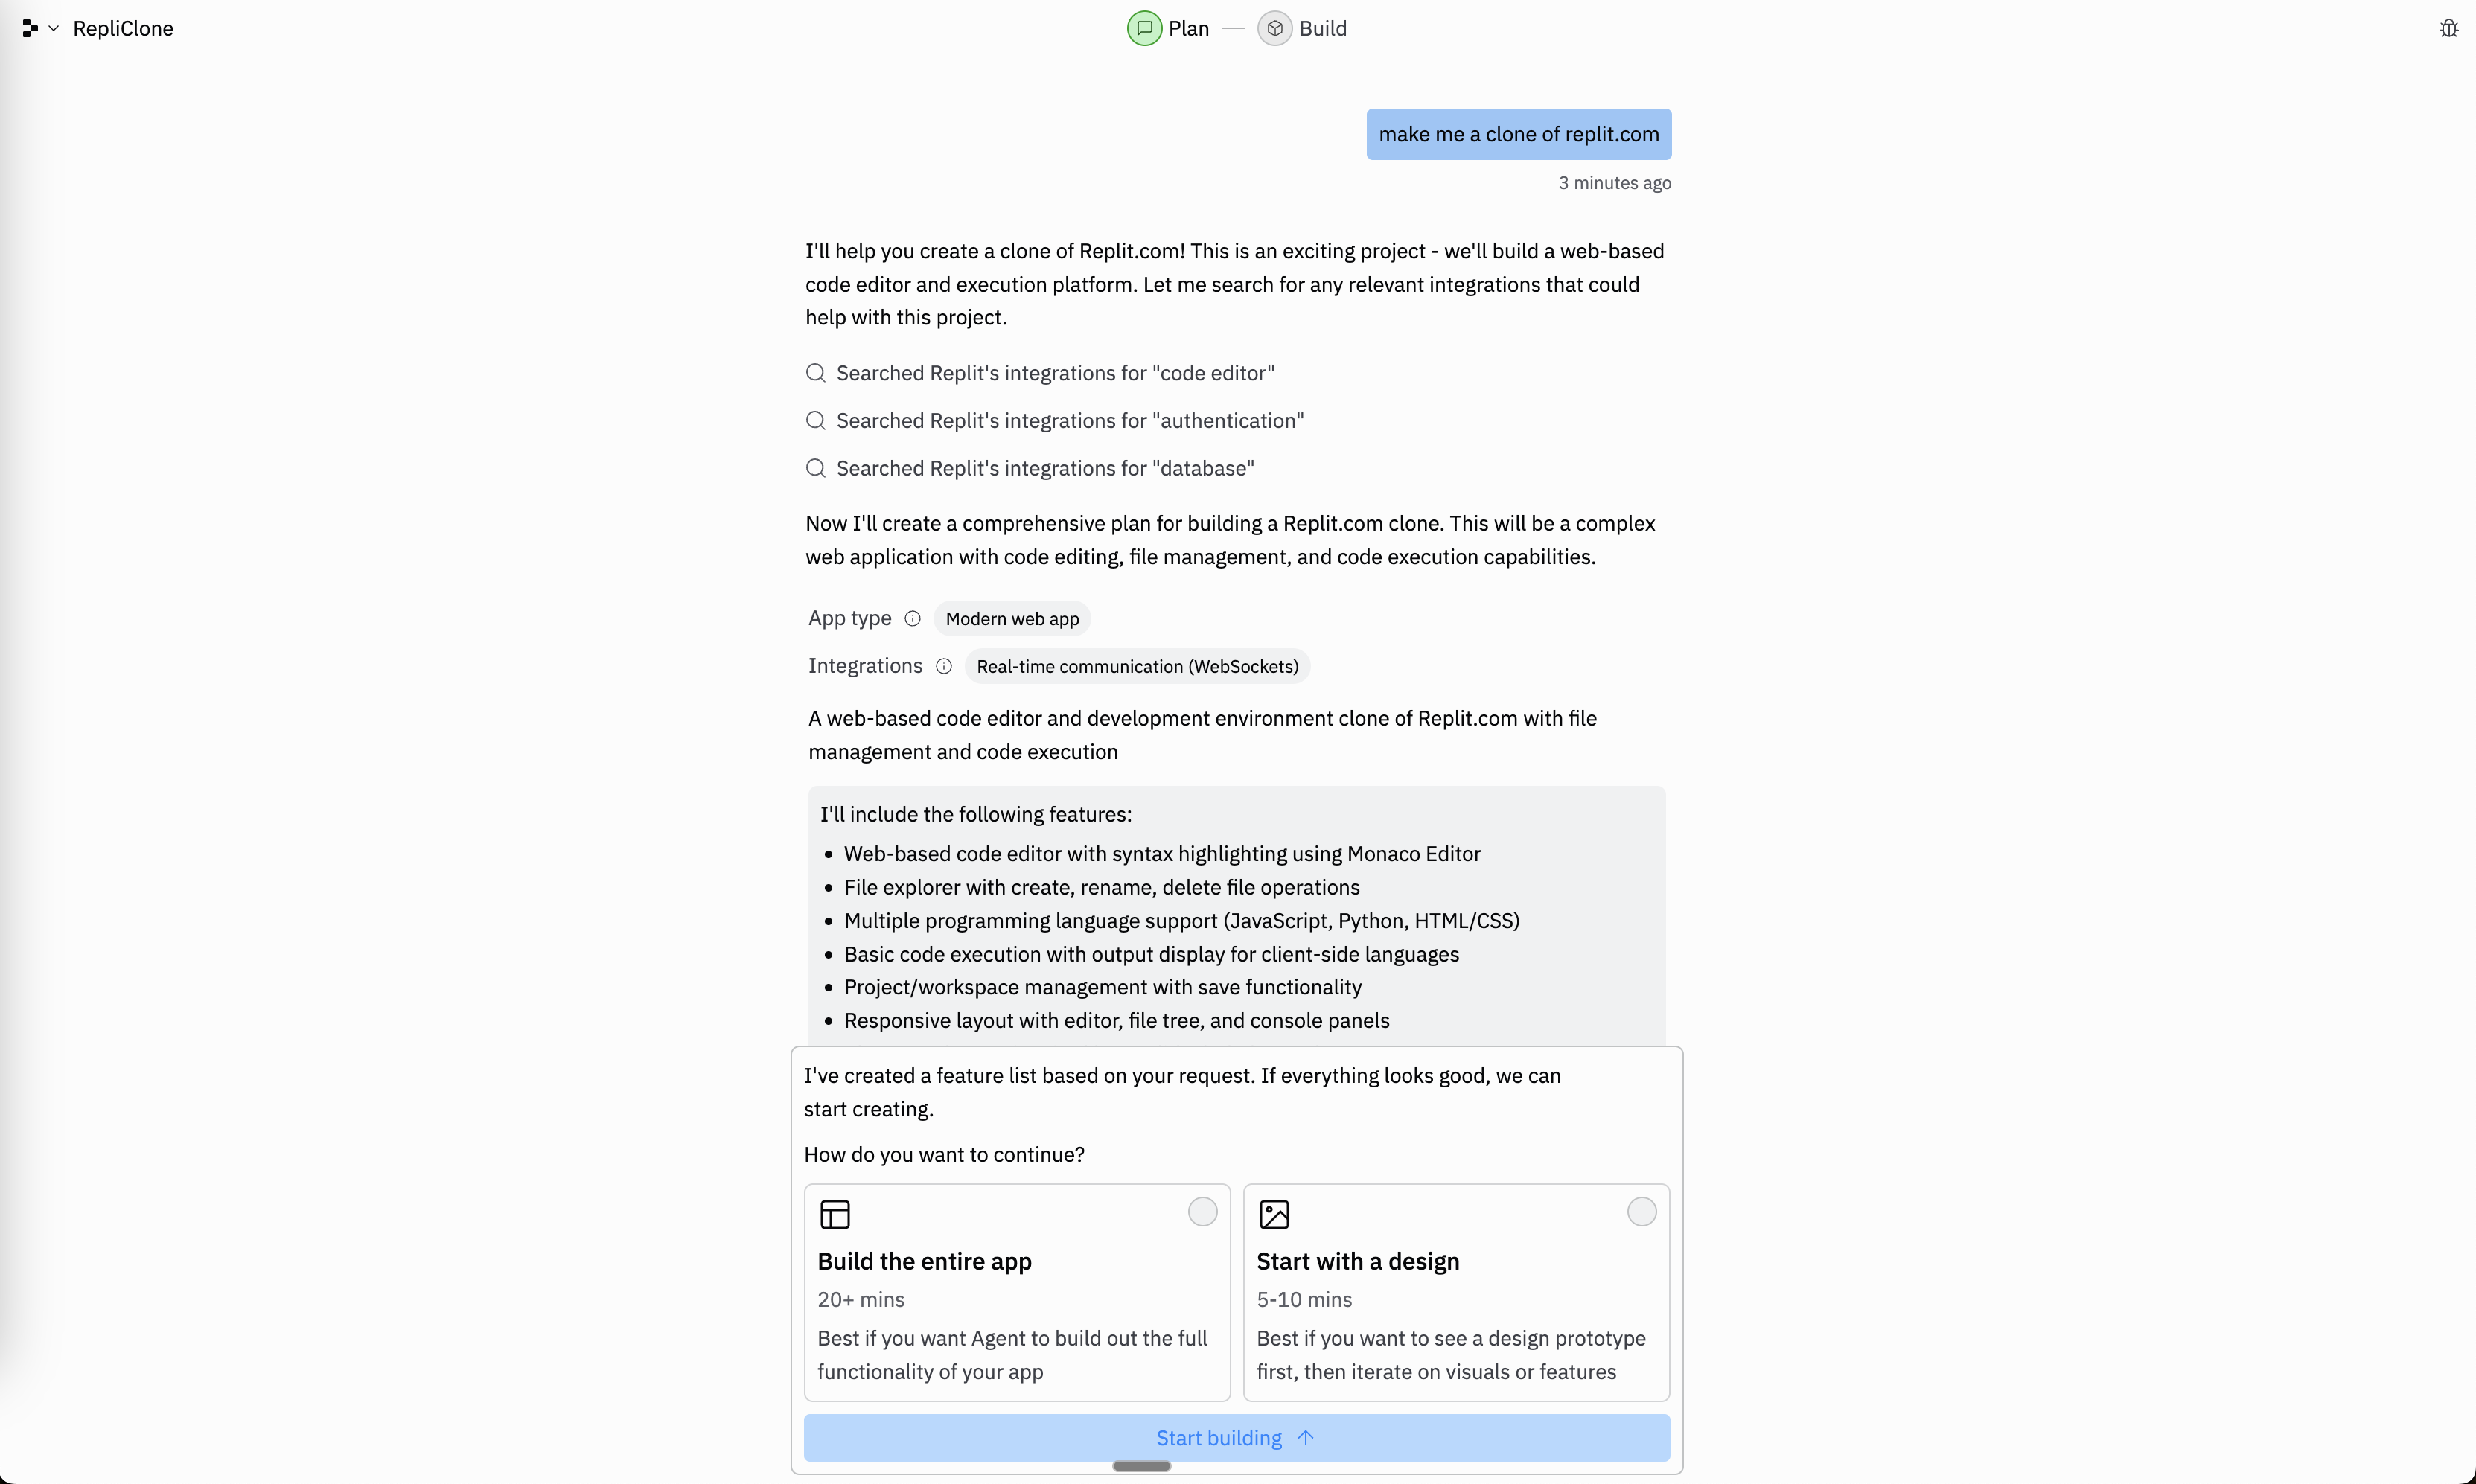 RepliClone
Plan
Build
make me a clone of replit.com
3 minutes ago
I'll help you create a clone of Replit.com! This is an exciting project - we'll build a web-based
code editor and execution platform. Let me search for any relevant integrations that could
help with this project.
Searched Replit's integrations for "code editor"
Searched Replit's integrations for "authentication"
Searched Replit's integrations for "database"
Now I'll create a comprehensive plan for building a Replit.com clone. This will be a complex
web application with code editing, file management, and code execution capabilities.
App type
Modern web app
Integrations
Real-time communication (WebSockets)
A web-based code editor and development environment clone of Replit.com with file
management and code execution
I'll include the following features:
• Web-based code editor with syntax highlighting using Monaco Editor
• File explorer with create, rename, delete file operations
• Multiple programming language support (JavaScript, Python, HTML/CSS)
• Basic code execution with output display for client-side languages
• Project/workspace management with save functionality
• Responsive layout with editor, file tree, and console panels
I've created a feature list based on your request. If everything looks good, we can
start creating.
How do you want to continue?
Build the entire app
20+ mins
Best if you want Agent to build out the full
functionality of your app
Start with a design
5-10 mins
Best if you want to see a design prototype
first, then iterate on visuals or features
Start building